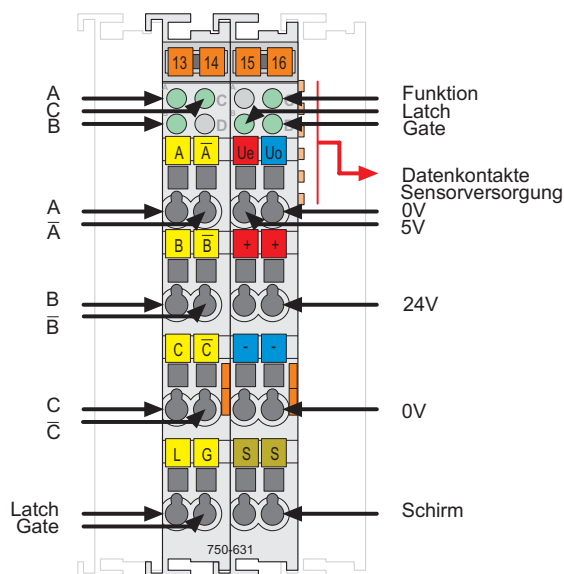 13 14 15 16
A
C
B
A
C
B
D
A
C
B
Funktion
Latch
Gate
A A̅ Ue Uo
Datenkontakte
Sensorversorgung
A
A̅
0V
5V
B B̅ + +
B
B̅
24V
C C̅ - -
C
C̅
0V
L G S S
Latch
Gate
Schirm
750-631